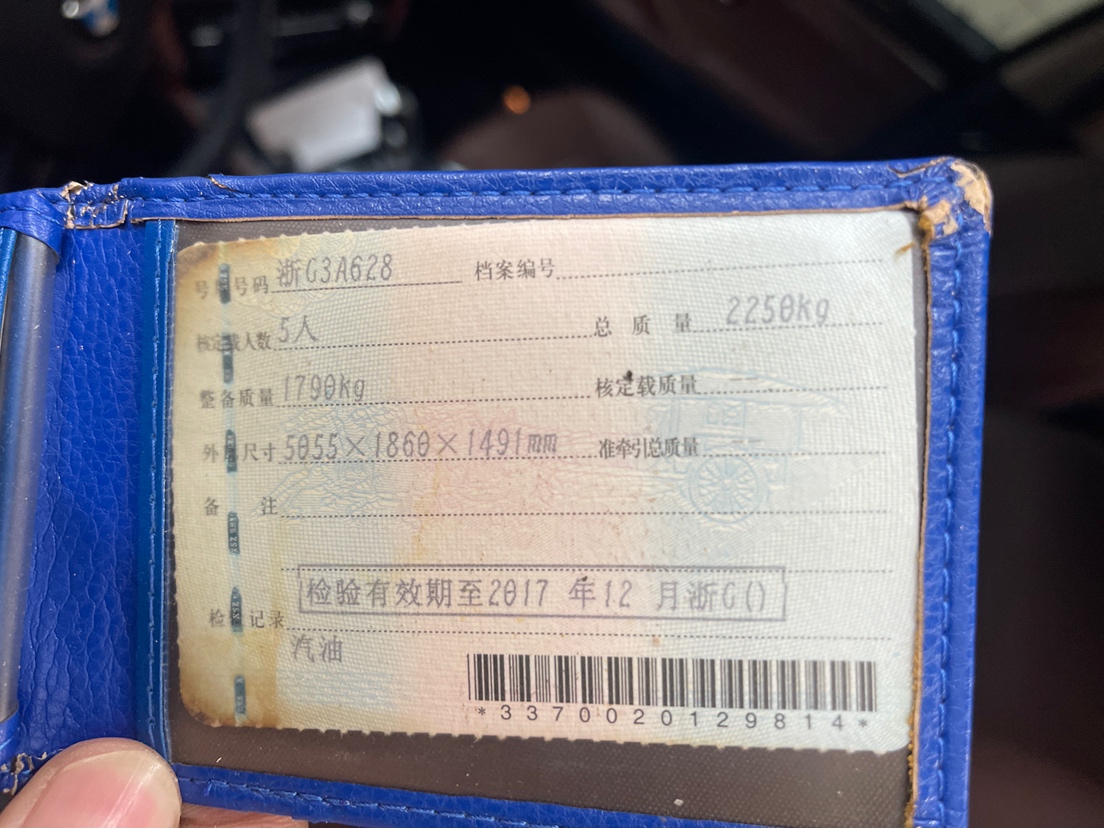 号牌号码 浙G3A628 档案编号
核定载人数 5人 总质量 2250kg
整备质量 1790kg 核定载质量 --
外廓尺寸 5055×1860×1491mm 准牵引总质量 --
备注
检验有效期至2017 年12 月浙G()
检验记录
汽油
*3370020129814*